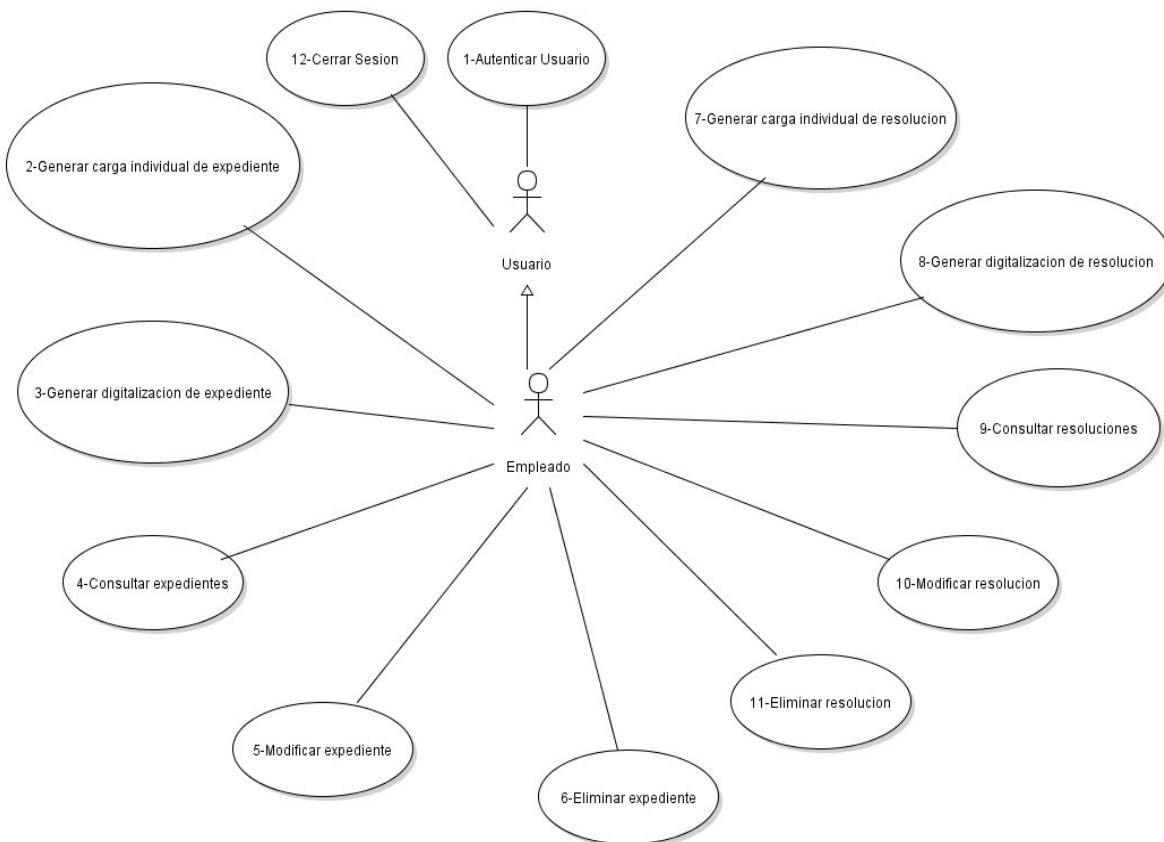 12-Cerrar Sesion
1-Autenticar Usuario
7-Generar carga individual de resolucion
2-Generar carga individual de expediente
Usuario
8-Generar digitalizacion de resolucion
3-Generar digitalizacion de expediente
9-Consultar resoluciones
Empleado
4-Consultar expedientes
10-Modificar resolucion
11-Eliminar resolucion
5-Modificar expediente
6-Eliminar expediente